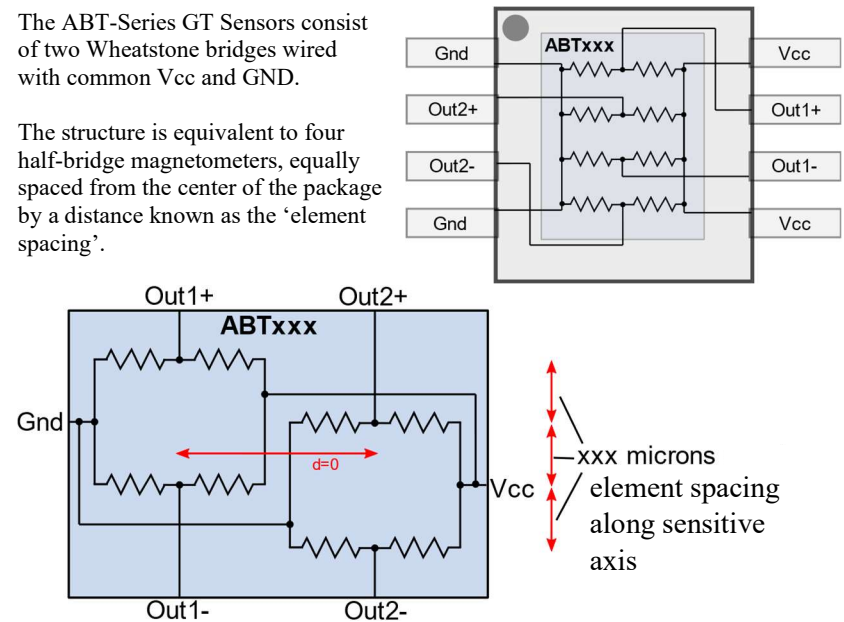 The ABT-Series GT Sensors consist
of two Wheatstone bridges wired
with common Vcc and GND.
The structure is equivalent to four
half-bridge magnetometers, equally
spaced from the center of the package
by a distance known as the ‘element
spacing’.
ABTxxx
Gnd
Vcc
Out2+
Out1+
Out2-
Out1-
Gnd
Vcc
Out1+
Out2+
ABTxxx
Gnd
d=0
Vcc
xxx microns
element spacing
along sensitive
axis
Out1-
Out2-